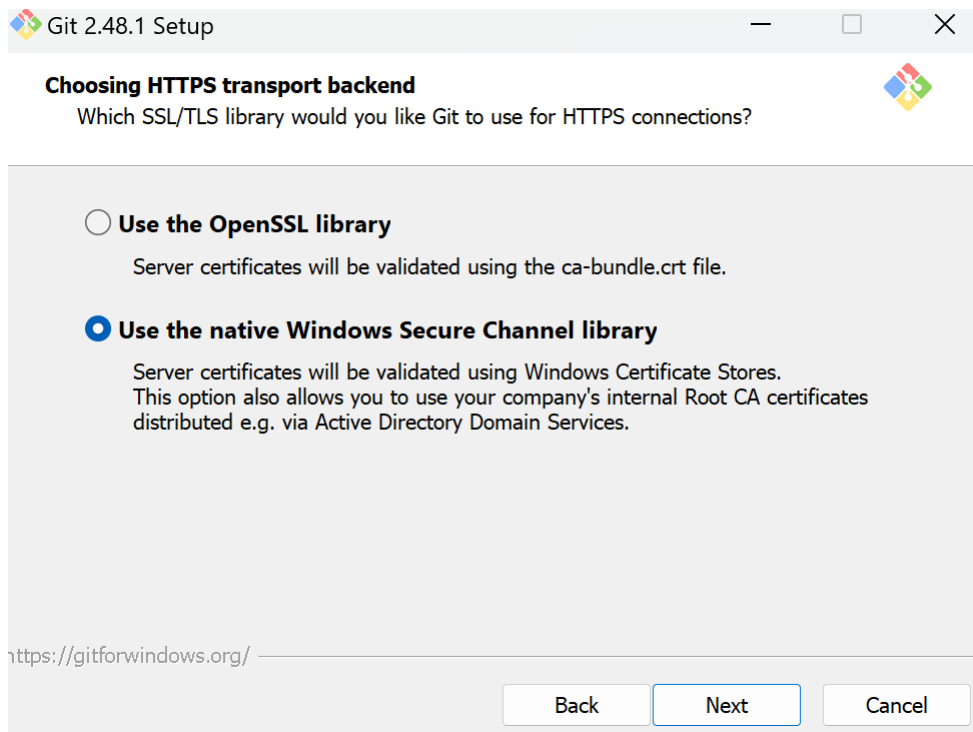 Git 2.48.1 Setup
Choosing HTTPS transport backend
Which SSL/TLS library would you like Git to use for HTTPS connections?
Use the OpenSSL library
Server certificates will be validated using the ca-bundle.crt file.
Use the native Windows Secure Channel library
Server certificates will be validated using Windows Certificate Stores.
This option also allows you to use your company's internal Root CA certificates
distributed e.g. via Active Directory Domain Services.
https://gitforwindows.org/
Back Next Cancel